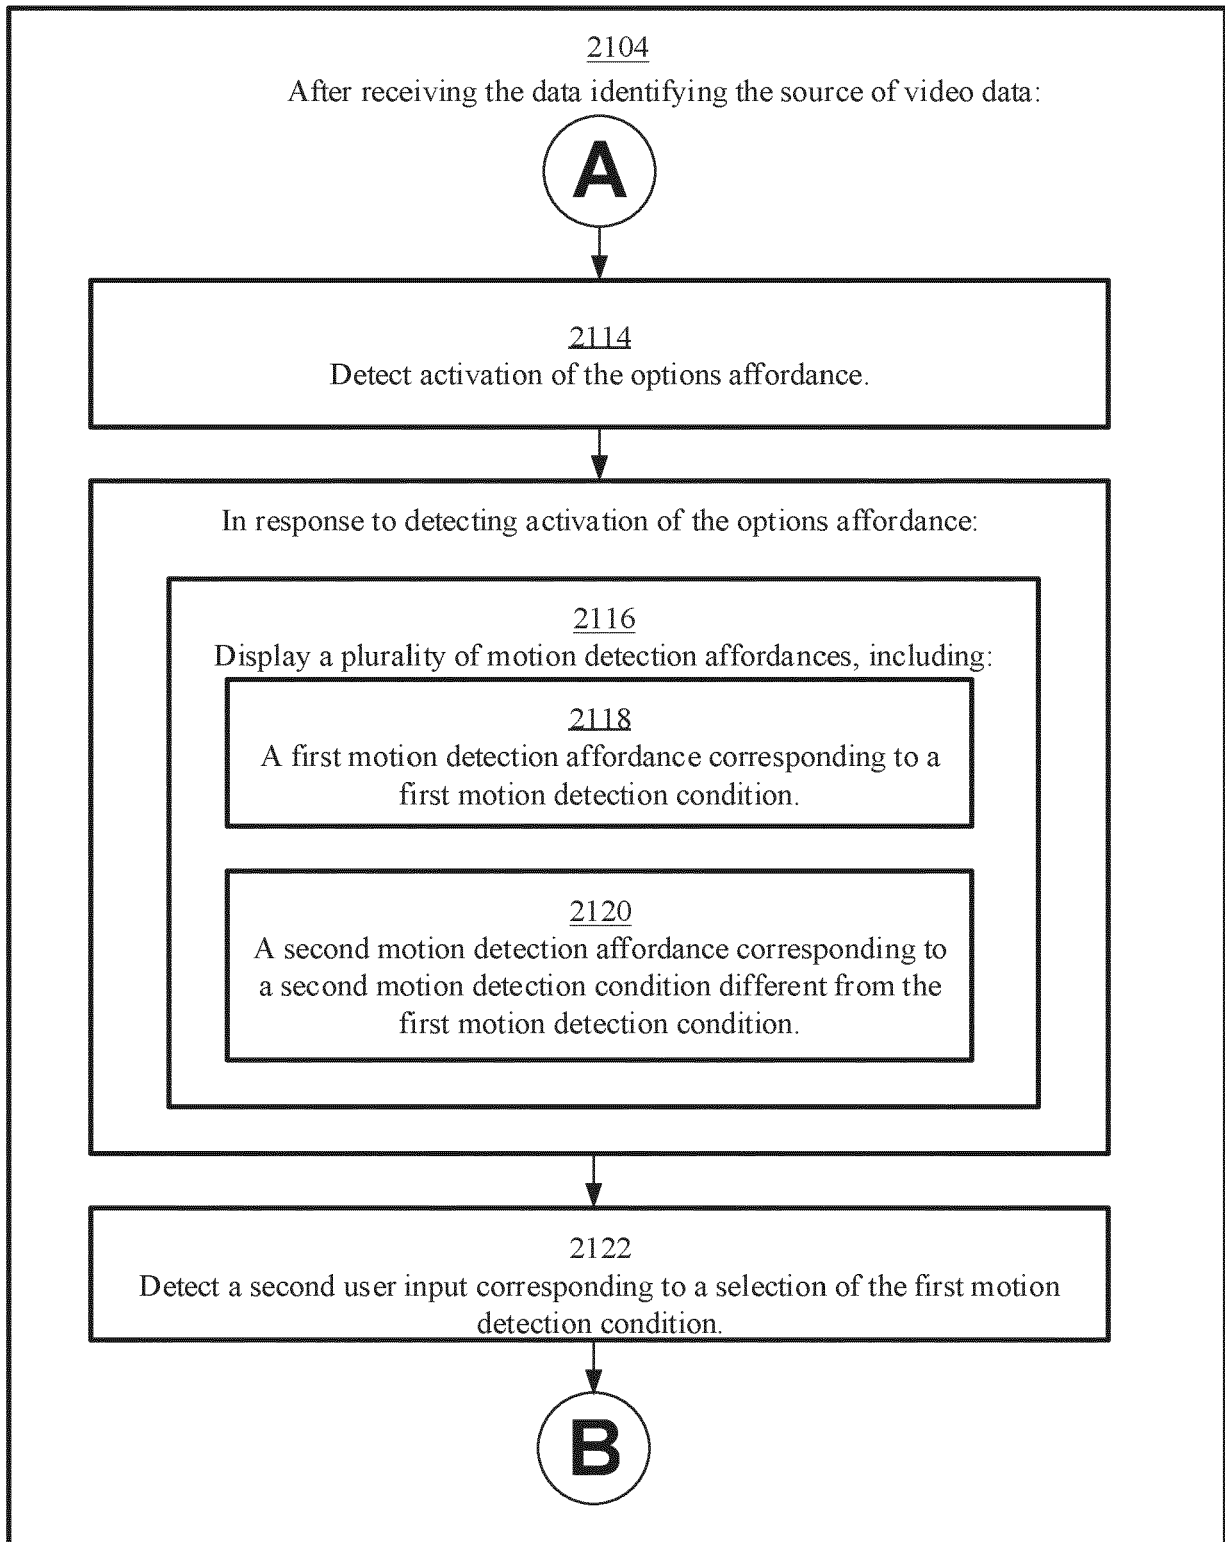 2104
After receiving the data identifying the source of video data:
A
2114
Detect activation of the options affordance.
In response to detecting activation of the options affordance:
2116
Display a plurality of motion detection affordances, including:
2118
A first motion detection affordance corresponding to a
first motion detection condition.
2120
A second motion detection affordance corresponding to
a second motion detection condition different from the
first motion detection condition.
2122
Detect a second user input corresponding to a selection of the first motion
detection condition.
B